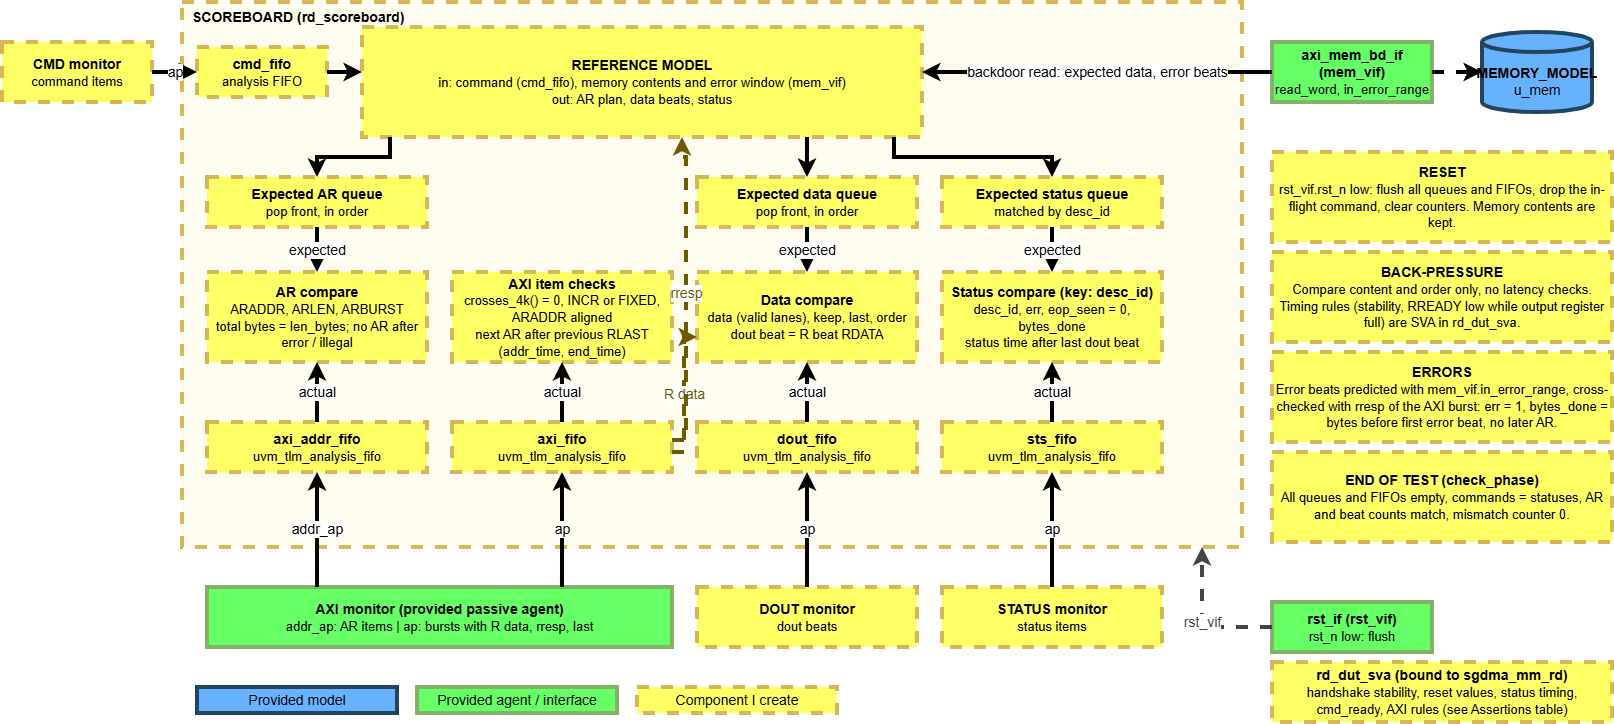 SCOREBOARD (rd_scoreboard)
CMD monitor
command items
ap
cmd_fifo
analysis FIFO
REFERENCE MODEL
in: command (cmd_fifo), memory contents and error window (mem_vif)
out: AR plan, data beats, status
backdoor read: expected data, error beats
axi_mem_bd_if
(mem_vif)
read_word, in_error_range
MEMORY_MODEL
u_mem
Expected AR queue
pop front, in order
Expected data queue
pop front, in order
Expected status queue
matched by desc_id
expected
expected
expected
AR compare
ARADDR, ARLEN, ARBURST
total bytes = len_bytes; no AR after
error / illegal
AXI item checks
crosses_4k() = 0, INCR or FIXED,
ARADDR aligned
next AR after previous RLAST
(addr_time, end_time)
rresp
Data compare
data (valid lanes), keep, last, order
dout beat = R beat RDATA
Status compare (key: desc_id)
desc_id, err, eop_seen = 0,
bytes_done
status time after last dout beat
actual
actual
R data
actual
actual
axi_addr_fifo
uvm_tlm_analysis_fifo
axi_fifo
uvm_tlm_analysis_fifo
dout_fifo
uvm_tlm_analysis_fifo
sts_fifo
uvm_tlm_analysis_fifo
addr_ap
ap
ap
ap
AXI monitor (provided passive agent)
addr_ap: AR items | ap: bursts with R data, rresp, last
DOUT monitor
dout beats
STATUS monitor
status items
RESET
rst_vif.rst_n low: flush all queues and FIFOs, drop the in-
flight command, clear counters. Memory contents are
kept.
BACK-PRESSURE
Compare content and order only, no latency checks.
Timing rules (stability, RREADY low while output register
full) are SVA in rd_dut_sva.
ERRORS
Error beats predicted with mem_vif.in_error_range, cross-
checked with rresp of the AXI burst: err = 1, bytes_done =
bytes before first error beat, no later AR.
END OF TEST (check_phase)
All queues and FIFOs empty, commands = statuses, AR
and beat counts match, mismatch counter 0.
rst_vif
rst_if (rst_vif)
rst_n low: flush
rd_dut_sva (bound to sgdma_mm_rd)
handshake stability, reset values, status timing,
cmd_ready, AXI rules (see Assertions table)
Provided model
Provided agent / interface
Component I create